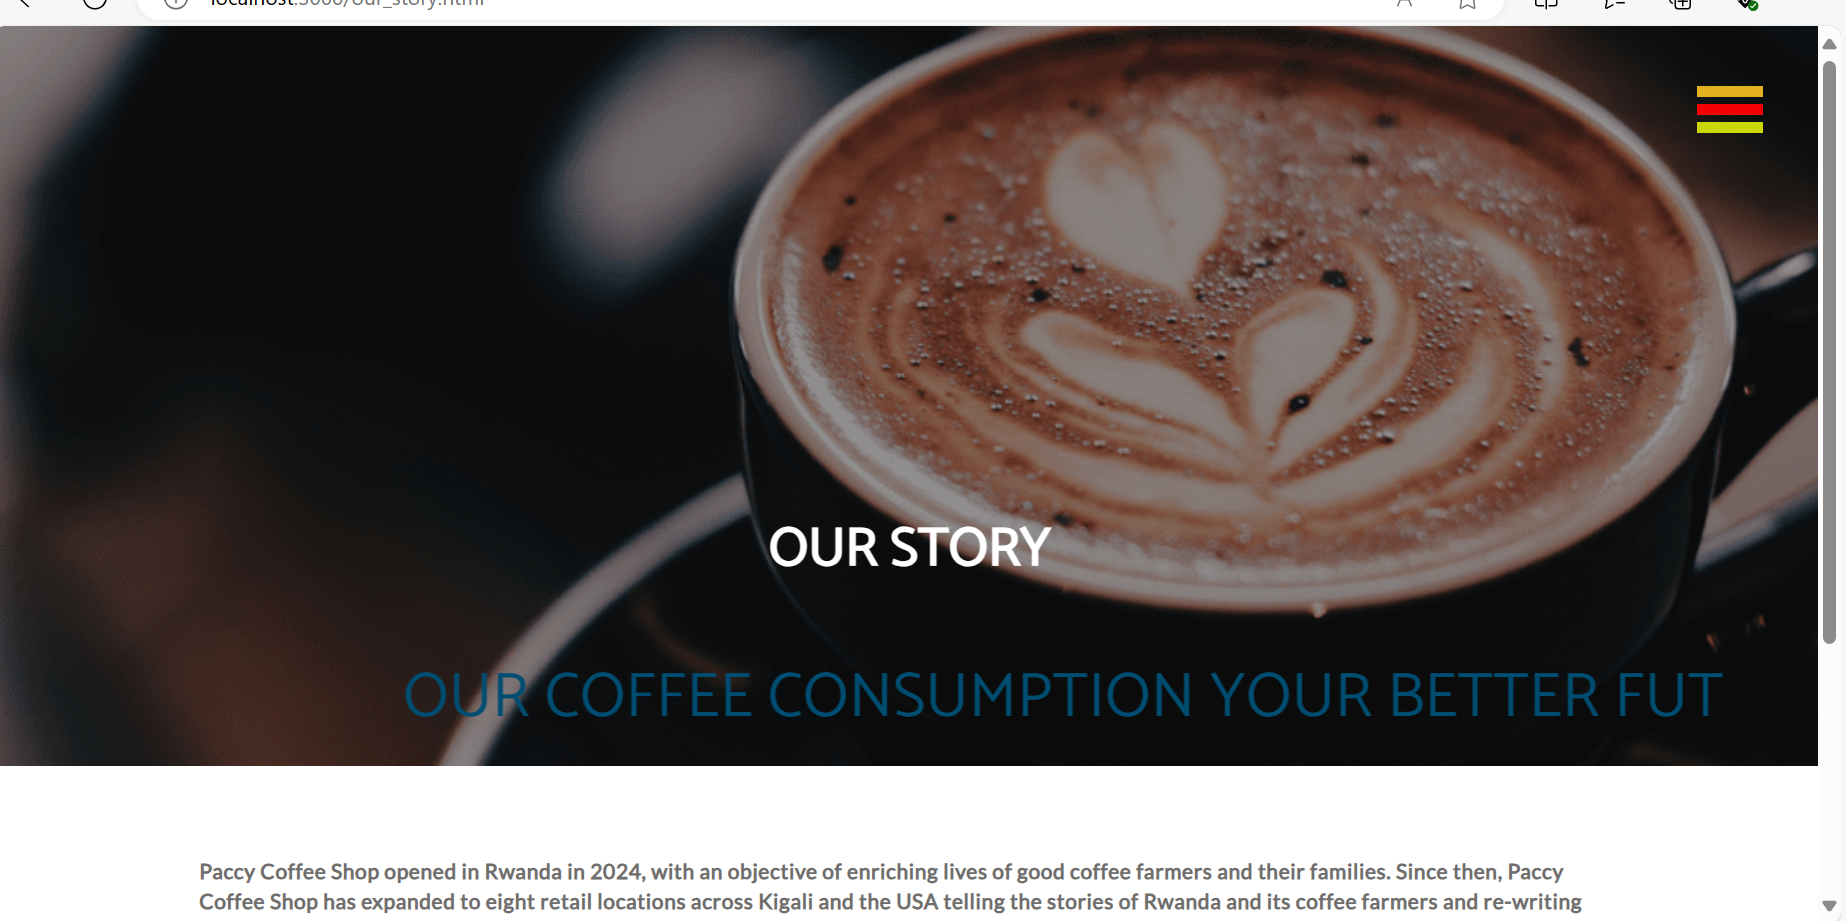 localhost:3000/our_story.html
OUR STORY
OUR COFFEE CONSUMPTION YOUR BETTER FUT
Paccy Coffee Shop opened in Rwanda in 2024, with an objective of enriching lives of good coffee farmers and their families. Since then, Paccy
Coffee Shop has expanded to eight retail locations across Kigali and the USA telling the stories of Rwanda and its coffee farmers and re-writing